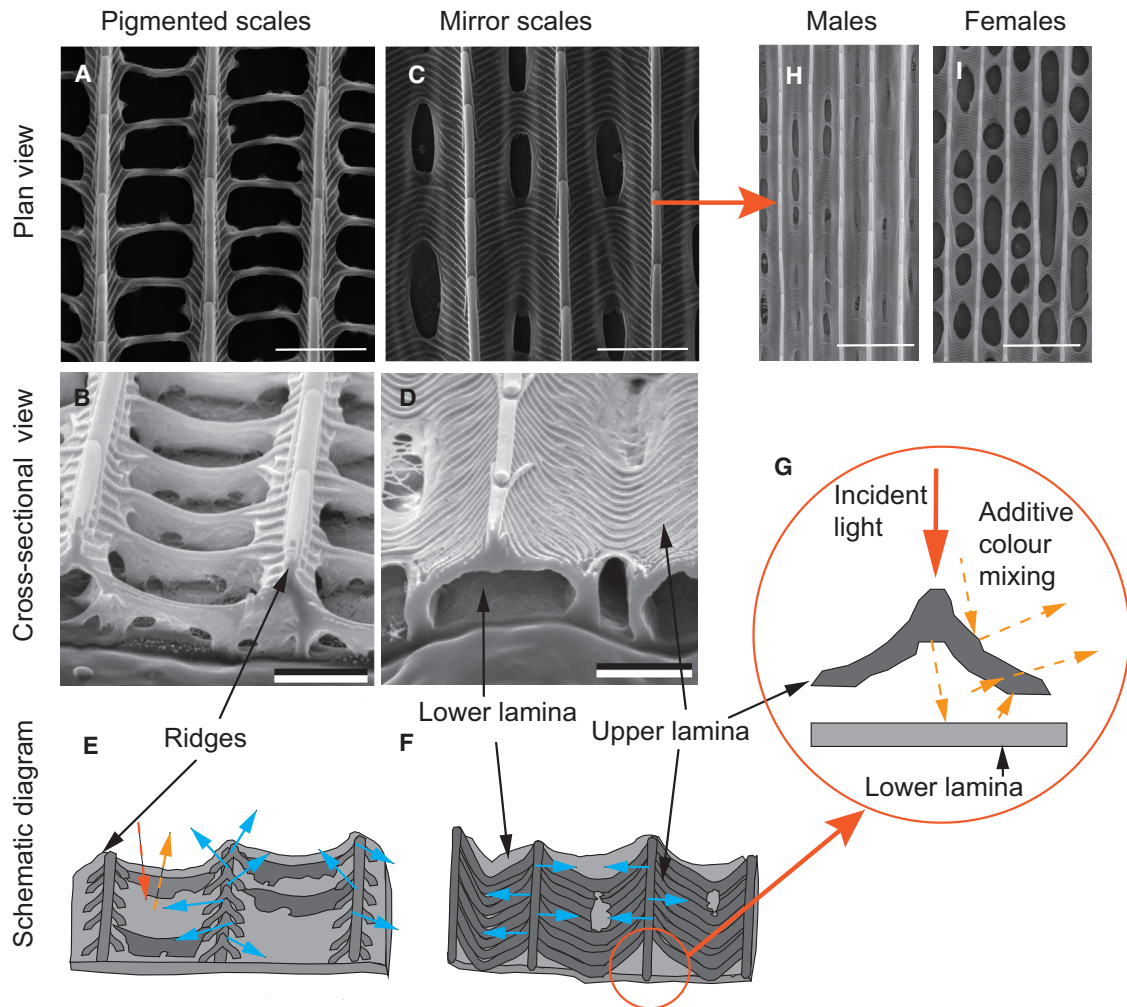 Pigmented scales
Mirror scales
Males
Females
Plan view
A
C
H
I
Cross-sectional view
B
D
G
Incident
light
Additive
colour
mixing
Lower lamina
Upper lamina
Lower lamina
Schematic diagram
Ridges
E
F